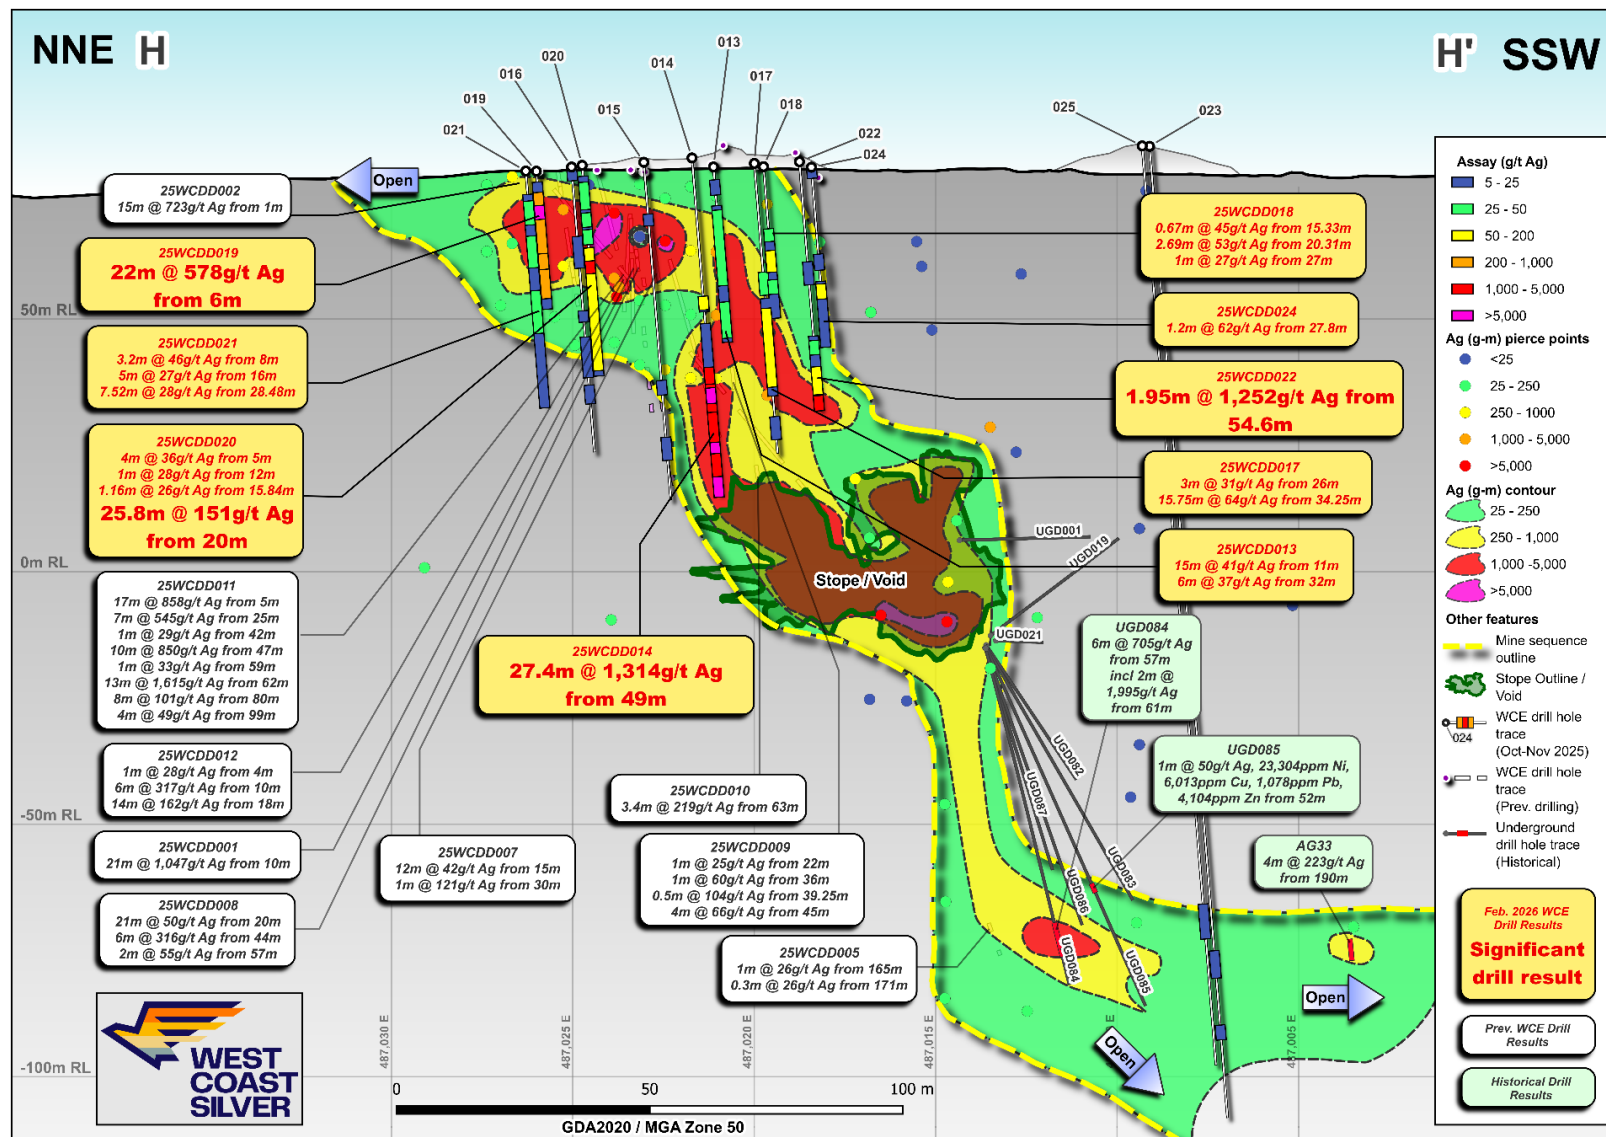 NNE H
H' SSW
013
020
014
017
016
015
018
019
021
022
024
025
023
Open
25WCDD002
15m @ 723g/t Ag from 1m
25WCDD019
22m @ 578g/t Ag
from 6m
50m RL
25WCDD021
3.2m @ 46g/t Ag from 8m
5m @ 27g/t Ag from 16m
7.52m @ 28g/t Ag from 28.48m
25WCDD020
4m @ 36g/t Ag from 5m
1m @ 28g/t Ag from 12m
1.16m @ 26g/t Ag from 15.84m
25.8m @ 151g/t Ag
from 20m
0m RL
25WCDD011
17m @ 858g/t Ag from 5m
7m @ 545g/t Ag from 25m
1m @ 29g/t Ag from 42m
10m @ 850g/t Ag from 47m
1m @ 33g/t Ag from 59m
13m @ 1,615g/t Ag from 62m
8m @ 101g/t Ag from 80m
4m @ 49g/t Ag from 99m
25WCDD012
1m @ 28g/t Ag from 4m
6m @ 317g/t Ag from 10m
14m @ 162g/t Ag from 18m
-50m RL
25WCDD001
21m @ 1,047g/t Ag from 10m
25WCDD008
21m @ 50g/t Ag from 20m
6m @ 316g/t Ag from 44m
2m @ 55g/t Ag from 57m
-100m RL
WEST
COAST
SILVER
25WCDD018
0.67m @ 45g/t Ag from 15.33m
2.69m @ 53g/t Ag from 20.31m
1m @ 27g/t Ag from 27m
25WCDD024
1.2m @ 62g/t Ag from 27.8m
25WCDD022
1.95m @ 1,252g/t Ag from
54.6m
25WCDD017
3m @ 31g/t Ag from 26m
15.75m @ 64g/t Ag from 34.25m
25WCDD013
15m @ 41g/t Ag from 11m
6m @ 37g/t Ag from 32m
Stope / Void
UGD001
UGD019
UGD021
25WCDD014
27.4m @ 1,314g/t Ag
from 49m
UGD084
6m @ 705g/t Ag
from 57m
incl 2m @
1,995g/t Ag
from 61m
UGD085
1m @ 50g/t Ag, 23,304ppm Ni,
6,013ppm Cu, 1,078ppm Pb,
4,104ppm Zn from 52m
UGD082
UGD087
UGD083
UGD086
UGD084
UGD085
AG33
4m @ 223g/t Ag
from 190m
25WCDD010
3.4m @ 219g/t Ag from 63m
25WCDD007
12m @ 42g/t Ag from 15m
1m @ 121g/t Ag from 30m
25WCDD009
1m @ 25g/t Ag from 22m
1m @ 60g/t Ag from 36m
0.5m @ 104g/t Ag from 39.25m
4m @ 66g/t Ag from 45m
25WCDD005
1m @ 26g/t Ag from 165m
0.3m @ 26g/t Ag from 171m
Open
Open
487,030 E
487,025 E
487,020 E
487,015 E
487,005 E
0
50
100 m
GDA2020 / MGA Zone 50
Assay (g/t Ag)
5 - 25
25 - 50
50 - 200
200 - 1,000
1,000 - 5,000
>5,000
Ag (g-m) pierce points
<25
25 - 250
250 - 1000
1,000 - 5,000
>5,000
Ag (g-m) contour
25 - 250
250 - 1,000
1,000 -5,000
>5,000
Other features
Mine sequence
outline
Stope Outline /
Void
WCE drill hole
trace
(Oct-Nov 2025)
024
WCE drill hole
trace
(Prev. drilling)
Underground
drill hole trace
(Historical)
Feb. 2026 WCE
Drill Results
Significant
drill result
Prev. WCE Drill
Results
Historical Drill
Results